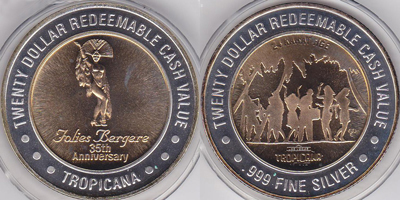 TWENTY DOLLAR REDEEMABLE CASH VALUE
Folies Bergere
35th
Anniversary
TROPICANA
TWENTY DOLLAR REDEEMABLE CASH VALUE
TROPICANA
.999 FINE SILVER